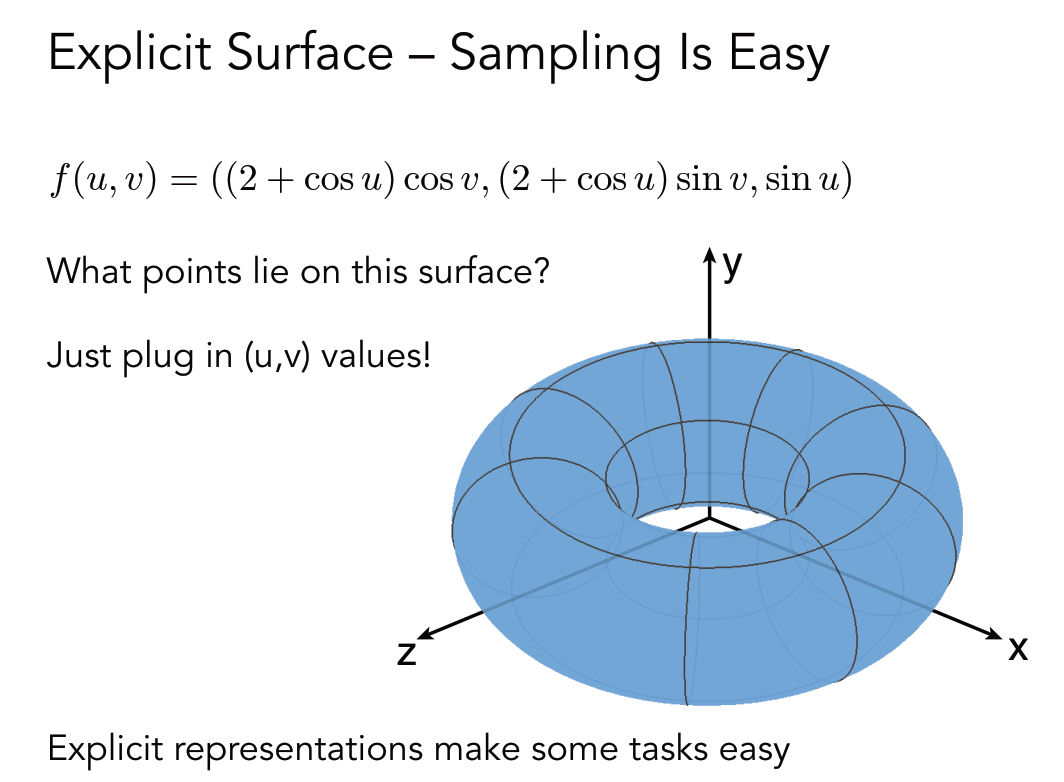 Explicit Surface – Sampling Is Easy
f(u, v) = ((2 + cos u) cos v, (2 + cos u) sin v, sin u)
What points lie on this surface?
Just plug in (u,v) values!
y
z
x
Explicit representations make some tasks easy